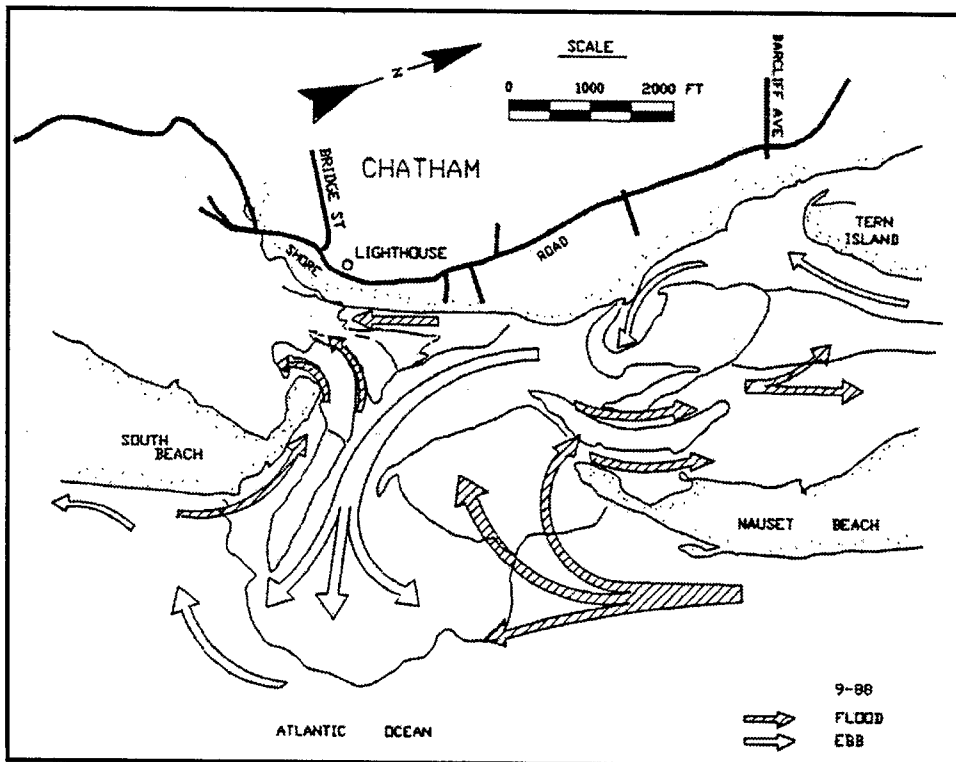 SCALE
0 1000 2000 FT
N
BARCLIFF AVE
BRIDGE ST
CHATHAM
TERN
ISLAND
LIGHTHOUSE
SHORE
ROAD
SOUTH
BEACH
NAUSET BEACH
9-88
FLOOD
EBB
ATLANTIC OCEAN